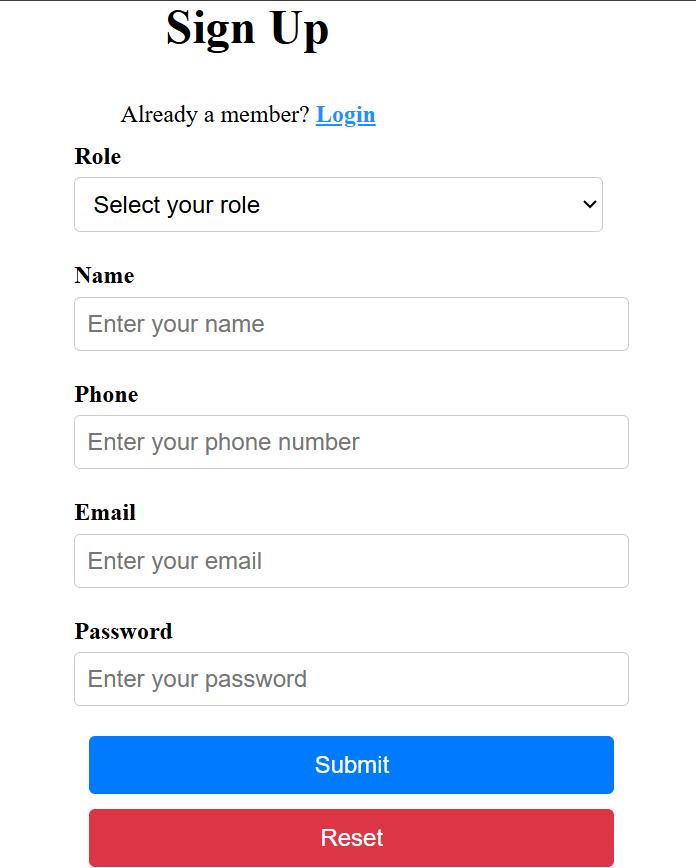 Sign Up
Already a member? Login
Role
Select your role
Name
Enter your name
Phone
Enter your phone number
Email
Enter your email
Password
Enter your password
Submit
Reset